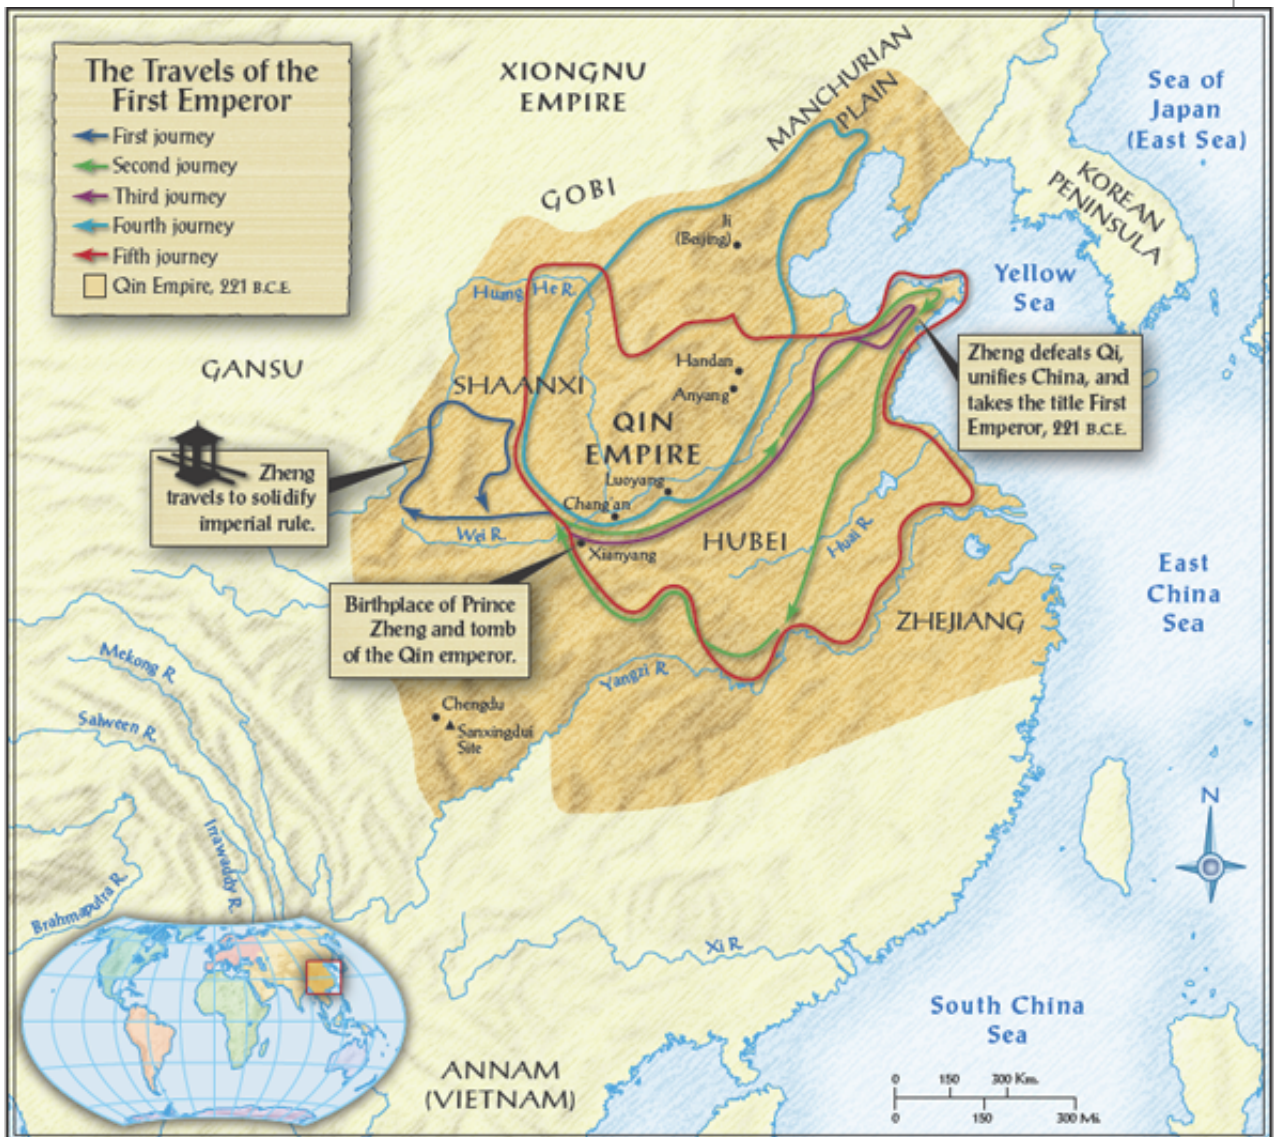 The Travels of the
First Emperor
First journey
Second journey
Third journey
Fourth journey
Fifth journey
Qin Empire, 221 B.C.E.
XIONGNU
EMPIRE
MANCHURIAN
PLAIN
Sea of
Japan
(East Sea)
KOREAN
PENINSULA
GOBI
Ji
(Beijing)
Yellow
Sea
Huang He R.
GANSU
SHAANXI
Handan
Anyang
Zheng defeats Qi,
unifies China, and
takes the title First
Emperor, 221 B.C.E.
QIN
EMPIRE
Zheng
travels to solidify
imperial rule.
Luoyang
Chang'an
Wei R.
Xianyang
HUBEI
Huai R.
East
China
Sea
Birthplace of Prince
Zheng and tomb
of the Qin emperor.
ZHEJIANG
Mekong R.
Yangzi R.
Salween R.
Chengdu
Sanxingdui
Site
N
Irrawaddy R.
Brahmaputra R.
Xi R.
South China
Sea
ANNAM
(VIETNAM)
0 150 300 Km.
0 150 300 Mi.